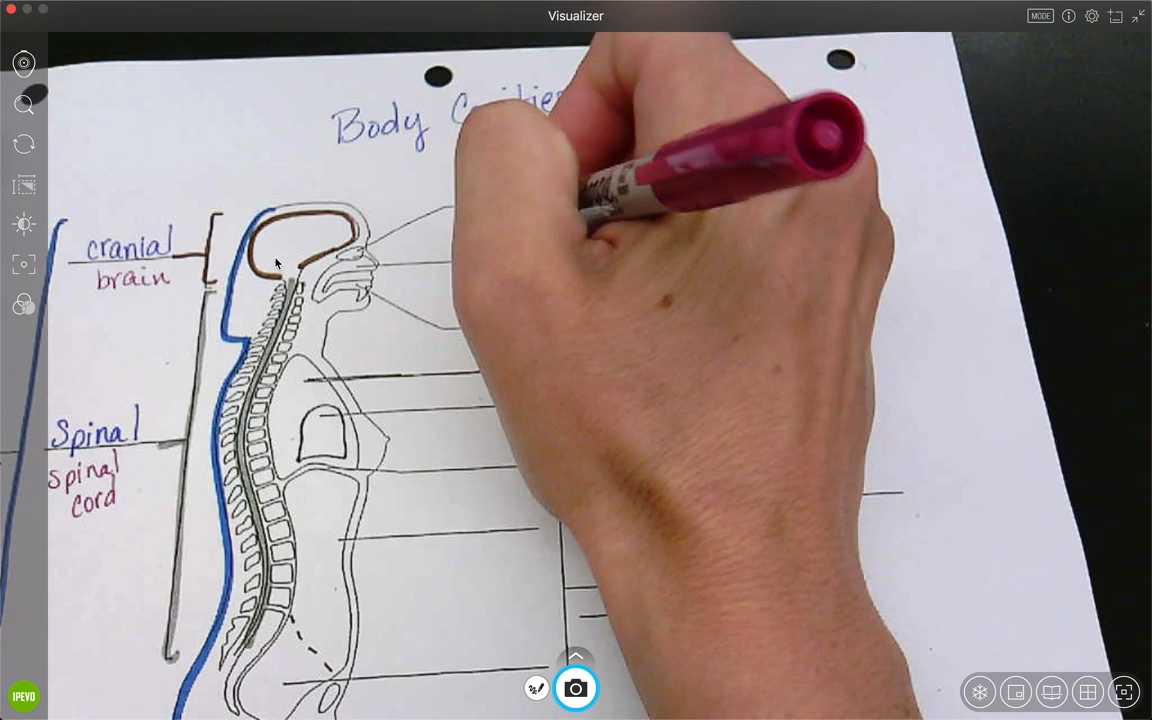 Visualizer
MODE
Body
cranial
brain
Spinal
spinal
cord
IPEVO